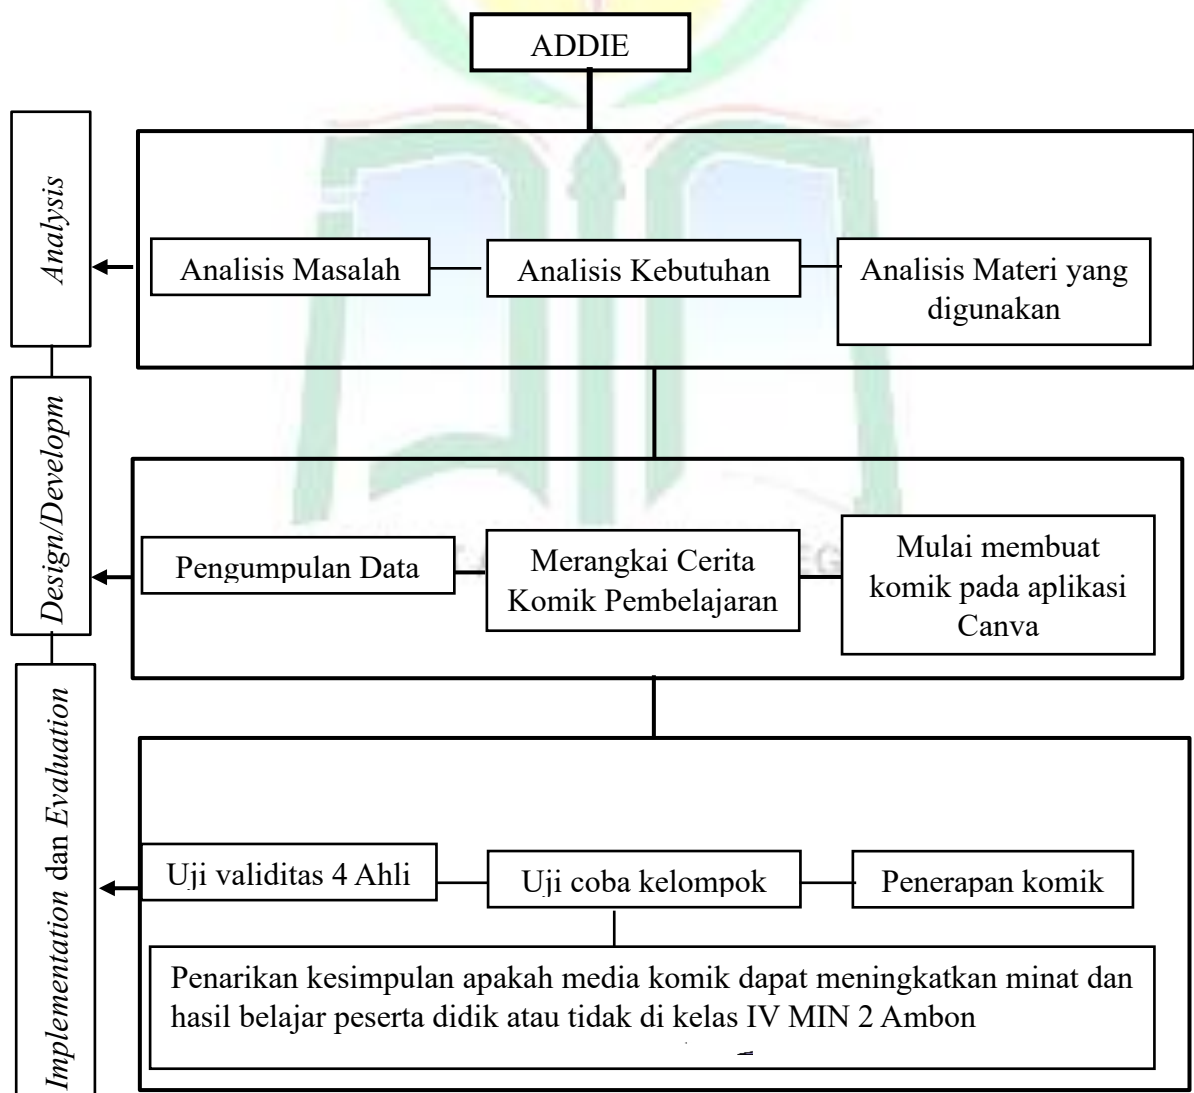 ADDIE
Analysis
Analisis Masalah
Analisis Kebutuhan
Analisis Materi yang
digunakan
Design/Developm
Pengumpulan Data
Merangkai Cerita
Komik Pembelajaran
Mulai membuat
komik pada aplikasi
Canva
Implementation dan Evaluation
Uji validitas 4 Ahli
Uji coba kelompok
Penerapan komik
Penarikan kesimpulan apakah media komik dapat meningkatkan minat dan
hasil belajar peserta didik atau tidak di kelas IV MIN 2 Ambon